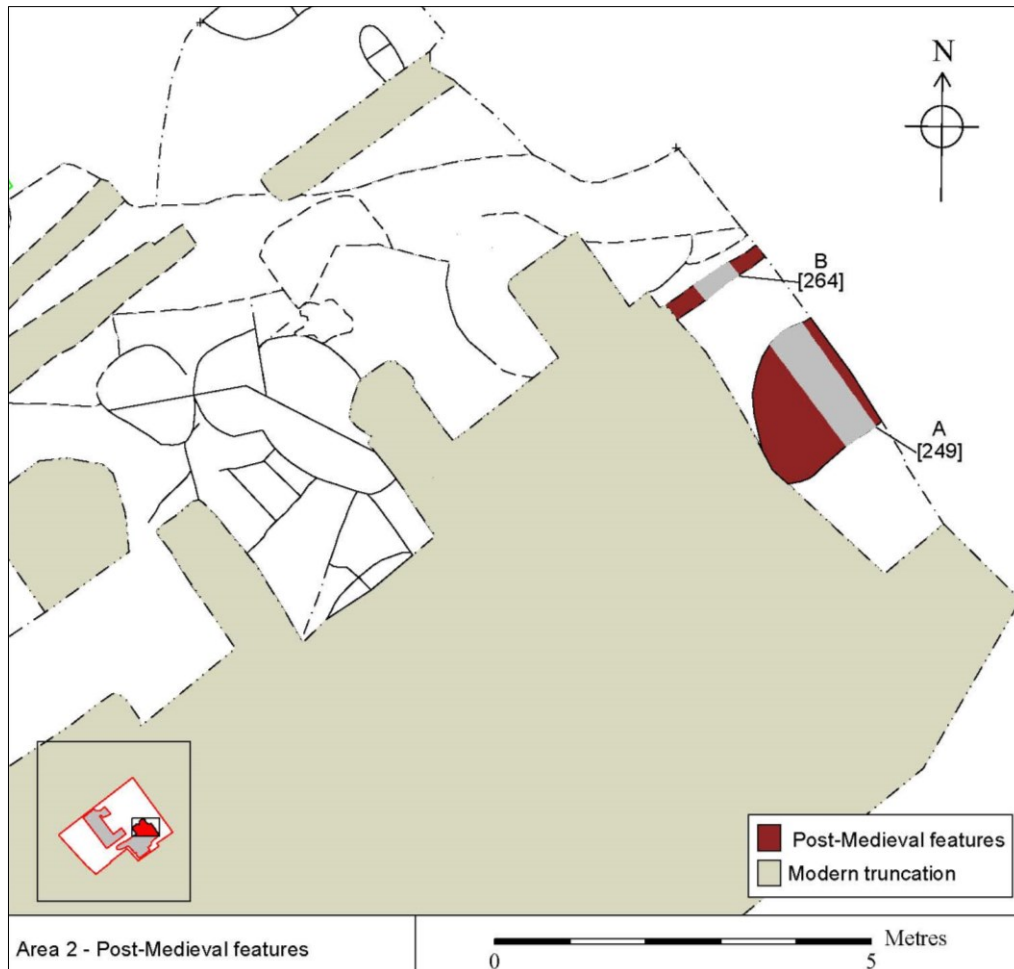 N
B
[264]
A
[249]
Post-Medieval features
Modern truncation
Area 2 - Post-Medieval features
Metres
0 5